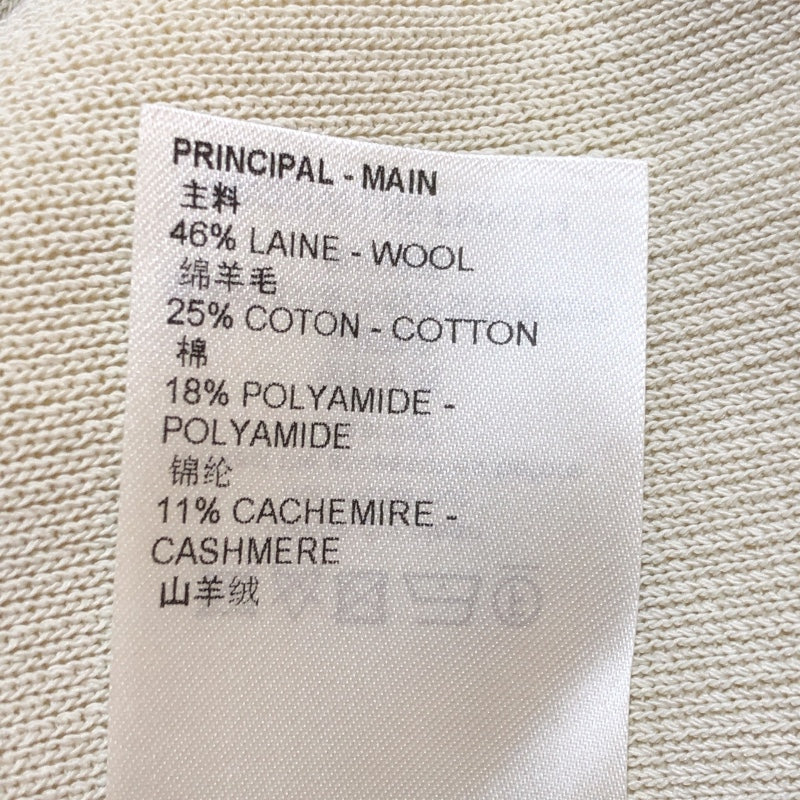 PRINCIPAL - MAIN
主料
46% LAINE - WOOL
绵羊毛
25% COTON - COTTON
棉
18% POLYAMIDE -
POLYAMIDE
锦纶
11% CACHEMIRE -
CASHMERE
山羊绒